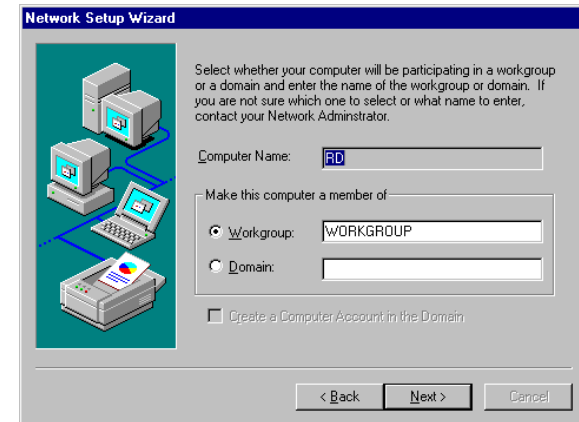 Network Setup Wizard
Select whether your computer will be participating in a workgroup
or a domain and enter the name of the workgroup or domain. If
you are not sure which one to select or what name to enter,
contact your Network Adminstrator.
Computer Name: RD
Make this computer a member of
Workgroup: WORKGROUP
Domain:
Create a Computer Account in the Domain
< Back Next > Cancel